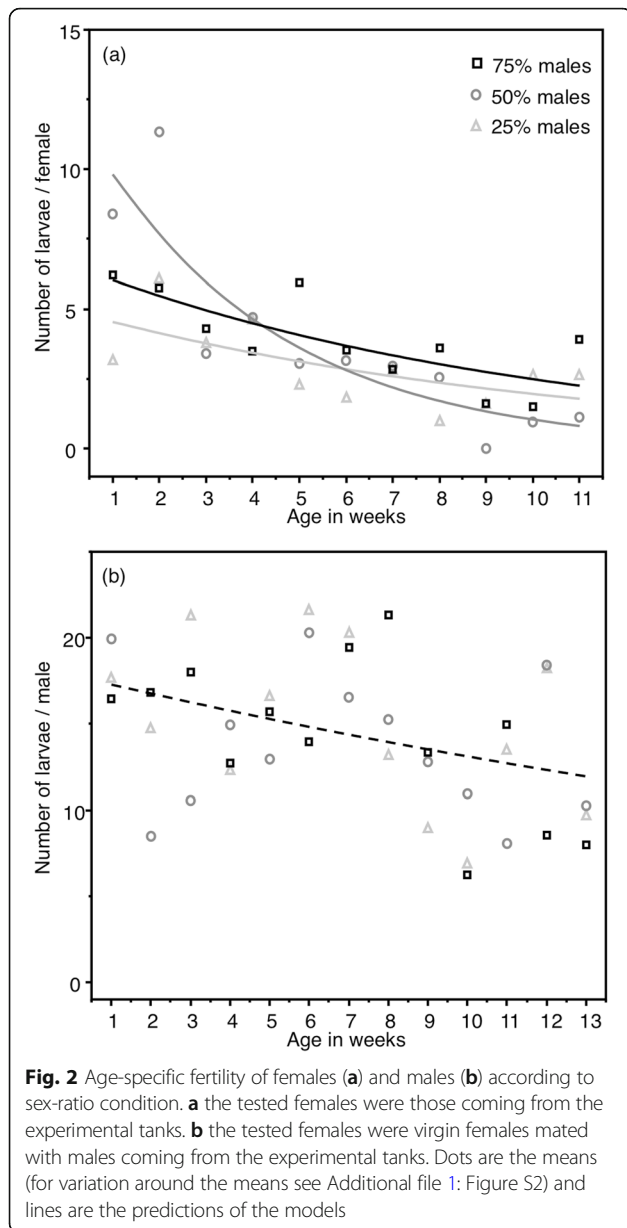 (a)
75% males
50% males
25% males
15
10
5
0
Number of larvae / female
1 2 3 4 5 6 7 8 9 10 11
Age in weeks
(b)
20
10
0
Number of larvae / male
1 2 3 4 5 6 7 8 9 10 11 12 13
Age in weeks
Fig. 2 Age-specific fertility of females (a) and males (b) according to
sex-ratio condition. a the tested females were those coming from the
experimental tanks. b the tested females were virgin females mated
with males coming from the experimental tanks. Dots are the means
(for variation around the means see Additional file 1: Figure S2) and
lines are the predictions of the models